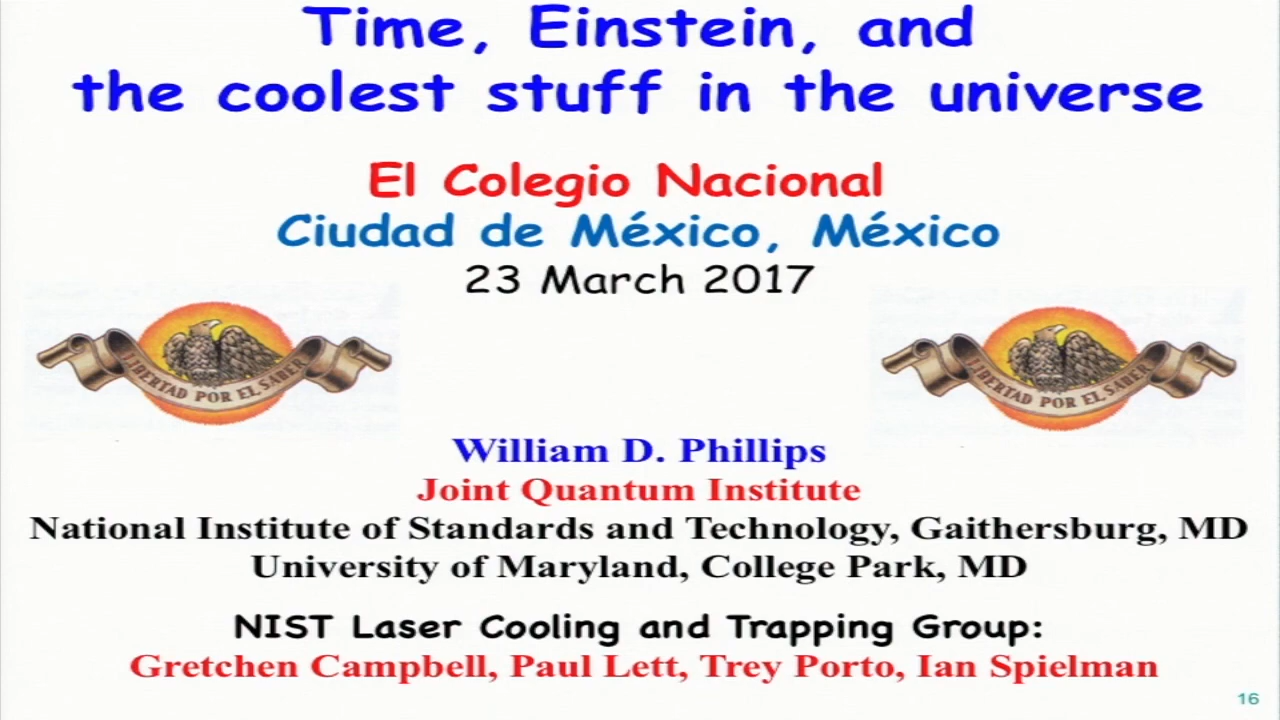 Time, Einstein, and
the coolest stuff in the universe
El Colegio Nacional
Ciudad de México, México
23 March 2017
LIBERTAD POR EL SABER
LIBERTAD POR EL SABER
William D. Phillips
Joint Quantum Institute
National Institute of Standards and Technology, Gaithersburg, MD
University of Maryland, College Park, MD
NIST Laser Cooling and Trapping Group:
Gretchen Campbell, Paul Lett, Trey Porto, Ian Spielman
16